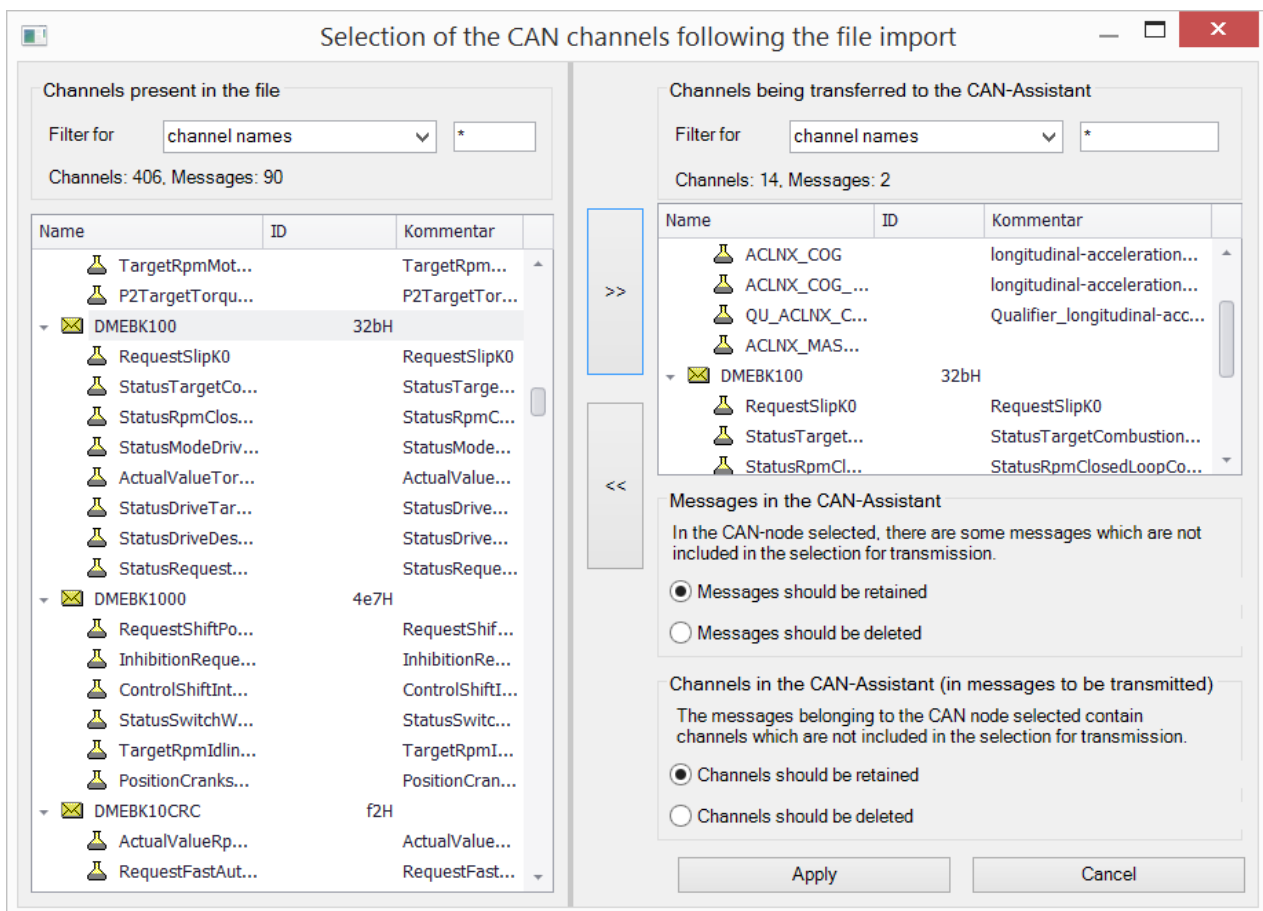 Selection of the CAN channels following the file import
Channels present in the file
Filter for channel names *
Channels: 406, Messages: 90
Name ID Kommentar
TargetRpmMot... TargetRpm...
P2TargetTorqu... P2TargetTor...
DMEBK100 32bH
RequestSlipK0 RequestSlipK0
StatusTargetCo... StatusTarge...
StatusRpmClos... StatusRpmC...
StatusModeDriv... StatusMode...
ActualValueTor... ActualValue...
StatusDriveTar... StatusDrive...
StatusDriveDes... StatusDrive...
StatusRequest... StatusReque...
DMEBK1000 4e7H
RequestShiftPo... RequestShif...
InhibitionReque... InhibitionRe...
ControlShiftInt... ControlShiftI...
StatusSwitchW... StatusSwitc...
TargetRpmIdlin... TargetRpmI...
PositionCranks... PositionCran...
DMEBK10CRC f2H
ActualValueRp... ActualValue...
RequestFastAut... RequestFast...
>>
<<
Channels being transferred to the CAN-Assistant
Filter for channel names *
Channels: 14, Messages: 2
Name ID Kommentar
ACLNX_COG longitudinal-acceleration...
ACLNX_COG_... longitudinal-acceleration...
QU_ACLNX_C... Qualifier_longitudinal-acc...
ACLNX_MAS...
DMEBK100 32bH
RequestSlipK0 RequestSlipK0
StatusTarget... StatusTargetCombustion...
StatusRpmCl... StatusRpmClosedLoopCo...
Messages in the CAN-Assistant
In the CAN-node selected, there are some messages which are not
included in the selection for transmission.
Messages should be retained
Messages should be deleted
Channels in the CAN-Assistant (in messages to be transmitted)
The messages belonging to the CAN node selected contain
channels which are not included in the selection for transmission.
Channels should be retained
Channels should be deleted
Apply Cancel